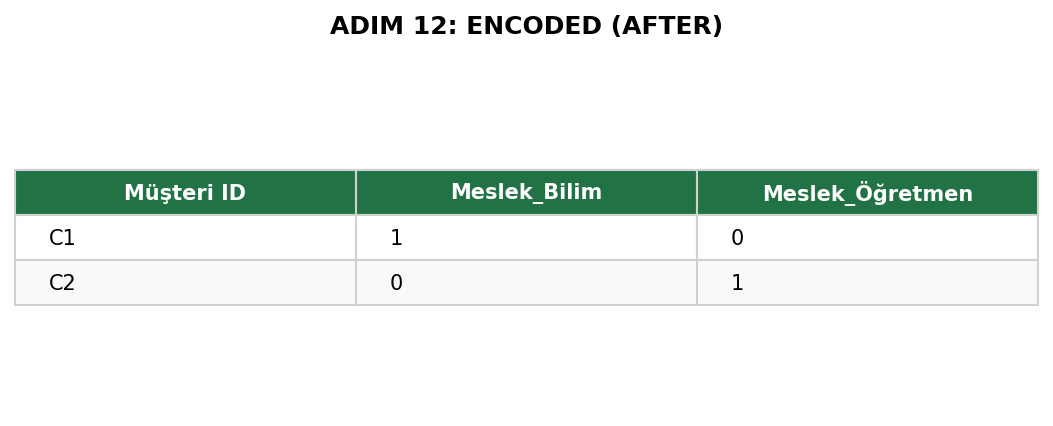 ADIM 12: ENCODED (AFTER)
Müşteri ID Meslek_Bilim Meslek_Öğretmen
C1 1 0
C2 0 1